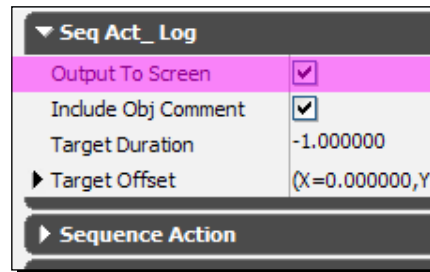 Seq Act_ Log
Output To Screen
Include Obj Comment
Target Duration -1.000000
Target Offset (X=0.000000,Y
Sequence Action